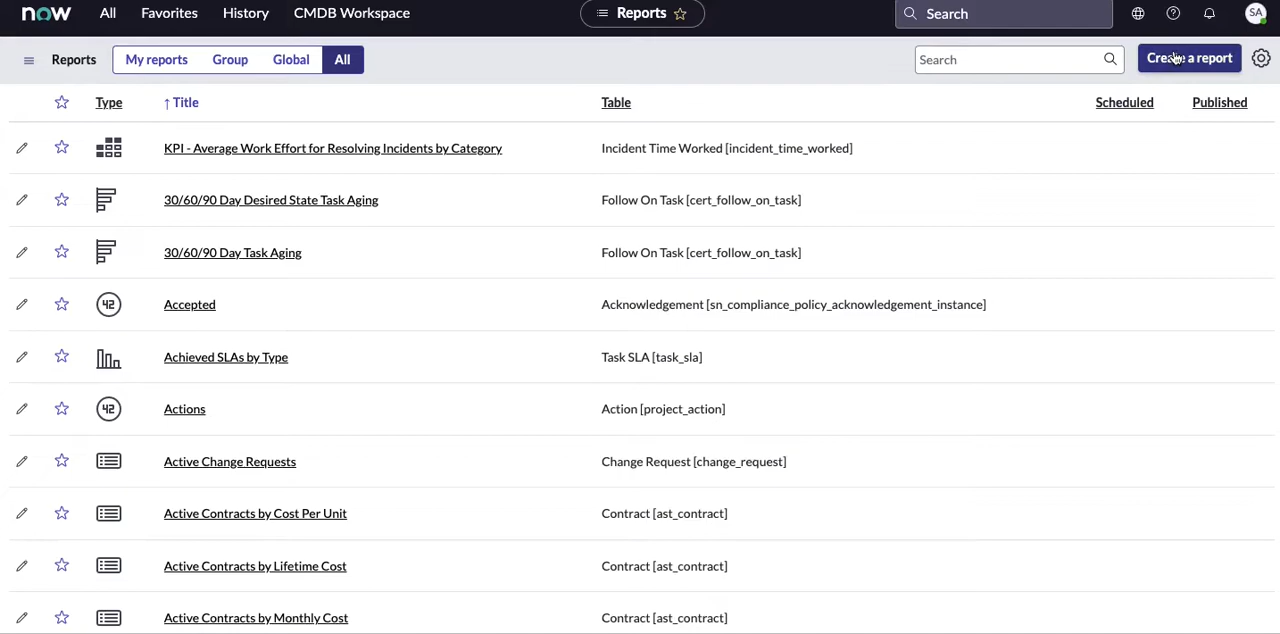 now All Favorites History CMDB Workspace Reports Search SA
Reports My reports Group Global All Search Create a report
Type ↑ Title Table Scheduled Published
KPI - Average Work Effort for Resolving Incidents by Category Incident Time Worked [incident_time_worked]
30/60/90 Day Desired State Task Aging Follow On Task [cert_follow_on_task]
30/60/90 Day Task Aging Follow On Task [cert_follow_on_task]
42 Accepted Acknowledgement [sn_compliance_policy_acknowledgement_instance]
Achieved SLAs by Type Task SLA [task_sla]
42 Actions Action [project_action]
Active Change Requests Change Request [change_request]
Active Contracts by Cost Per Unit Contract [ast_contract]
Active Contracts by Lifetime Cost Contract [ast_contract]
Active Contracts by Monthly Cost Contract [ast_contract]